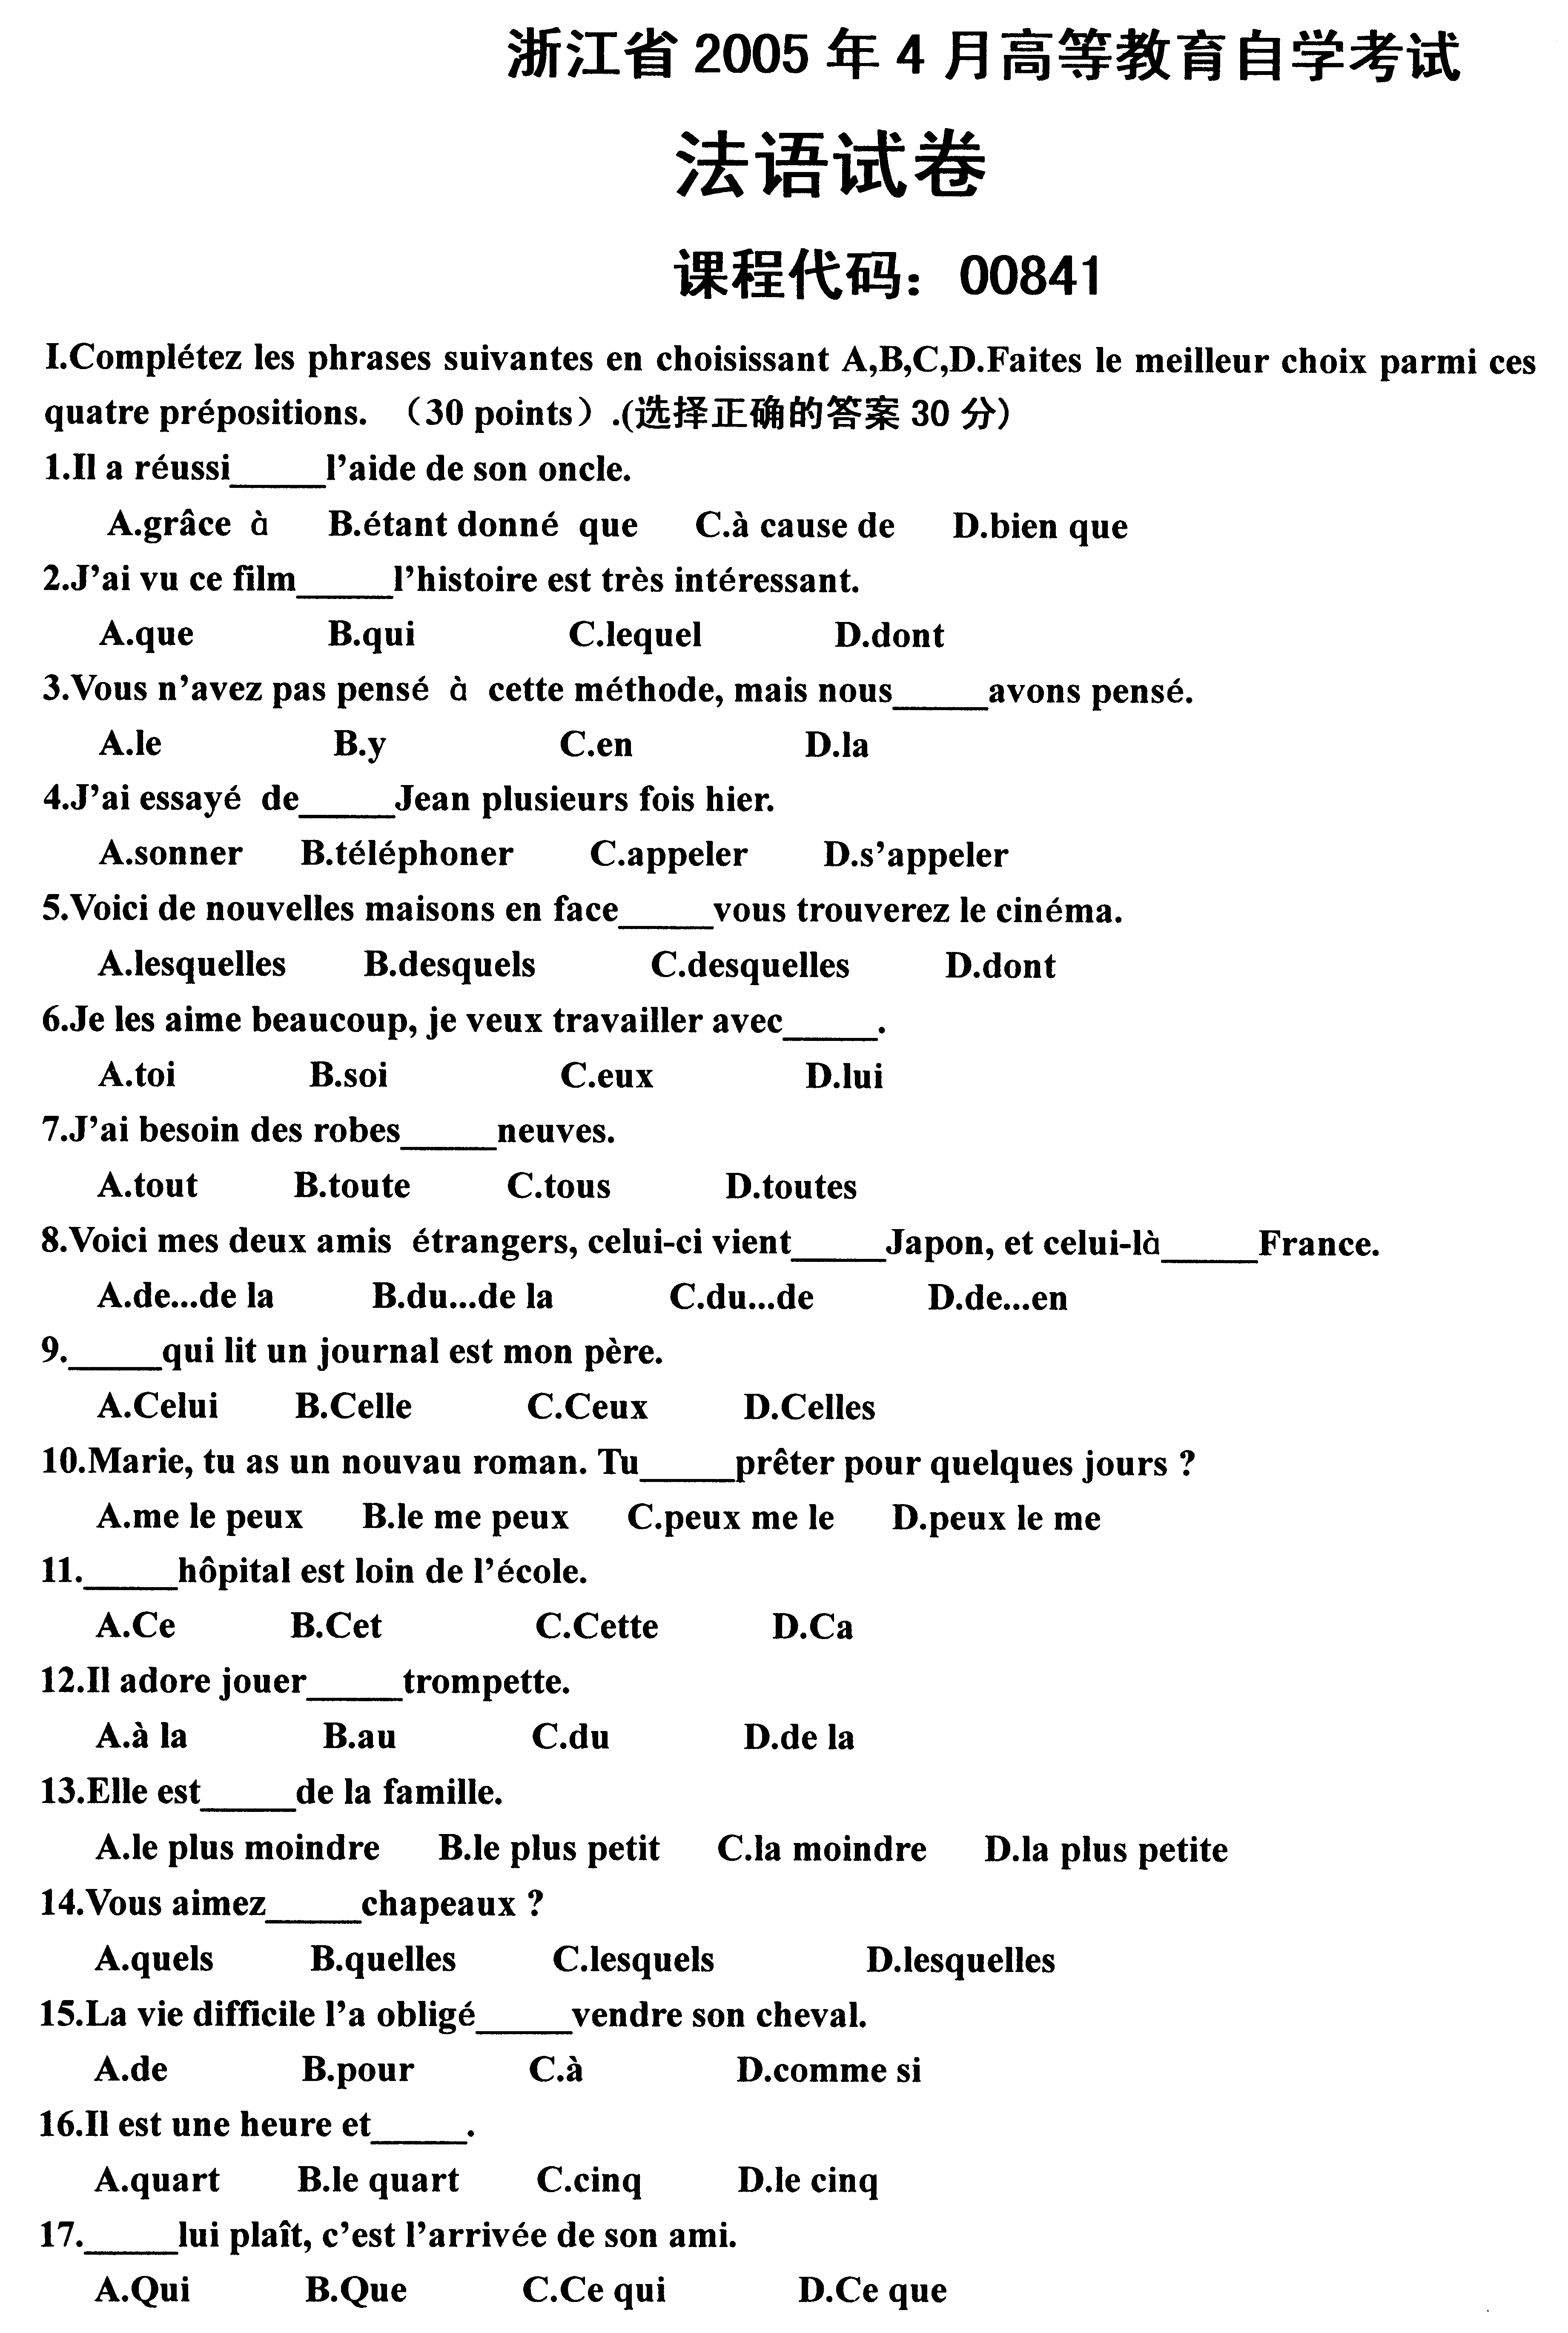 浙江省 2005 年 4 月高等教育自学考试
法语试卷
课程代码：00841
I.Complétez les phrases suivantes en choisissant A,B,C,D.Faites le meilleur choix parmi ces
quatre prépositions. （30 points）.(选择正确的答案 30 分)
1.Il a réussi_____l’aide de son oncle.
A.grâce à B.étant donné que C.à cause de D.bien que
2.J’ai vu ce film_____l’histoire est très intéressant.
A.que B.qui C.lequel D.dont
3.Vous n’avez pas pensé à cette méthode, mais nous_____avons pensé.
A.le B.y C.en D.la
4.J’ai essayé de_____Jean plusieurs fois hier.
A.sonner B.téléphoner C.appeler D.s’appeler
5.Voici de nouvelles maisons en face_____vous trouverez le cinéma.
A.lesquelles B.desquels C.desquelles D.dont
6.Je les aime beaucoup, je veux travailler avec_____.
A.toi B.soi C.eux D.lui
7.J’ai besoin des robes_____neuves.
A.tout B.toute C.tous D.toutes
8.Voici mes deux amis étrangers, celui-ci vient_____Japon, et celui-là_____France.
A.de...de la B.du...de la C.du...de D.de...en
9._____qui lit un journal est mon père.
A.Celui B.Celle C.Ceux D.Celles
10.Marie, tu as un nouvau roman. Tu_____prêter pour quelques jours ?
A.me le peux B.le me peux C.peux me le D.peux le me
11._____hôpital est loin de l’école.
A.Ce B.Cet C.Cette D.Ca
12.Il adore jouer_____trompette.
A.à la B.au C.du D.de la
13.Elle est_____de la famille.
A.le plus moindre B.le plus petit C.la moindre D.la plus petite
14.Vous aimez_____chapeaux ?
A.quels B.quelles C.lesquels D.lesquelles
15.La vie difficile l’a obligé_____vendre son cheval.
A.de B.pour C.à D.comme si
16.Il est une heure et_____.
A.quart B.le quart C.cinq D.le cinq
17._____lui plaît, c’est l’arrivée de son ami.
A.Qui B.Que C.Ce qui D.Ce que